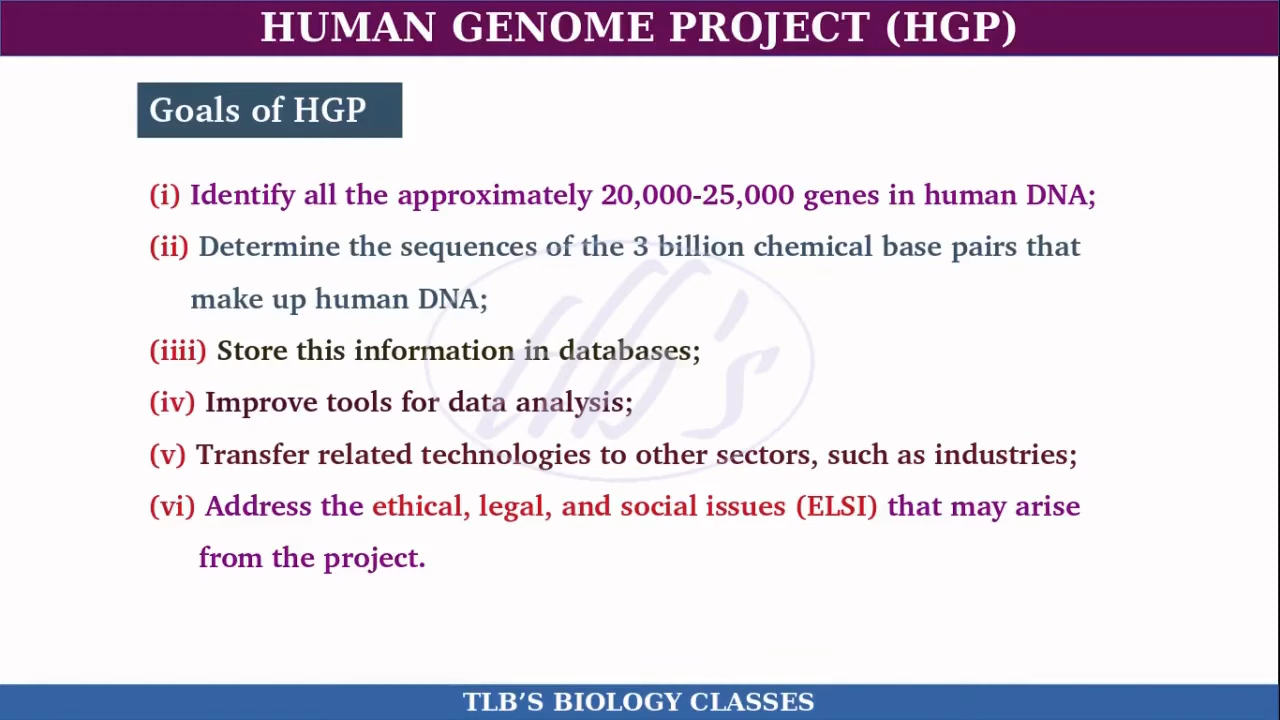 HUMAN GENOME PROJECT (HGP)
Goals of HGP
(i) Identify all the approximately 20,000-25,000 genes in human DNA;
(ii) Determine the sequences of the 3 billion chemical base pairs that
make up human DNA;
(iiii) Store this information in databases;
(iv) Improve tools for data analysis;
(v) Transfer related technologies to other sectors, such as industries;
(vi) Address the ethical, legal, and social issues (ELSI) that may arise
from the project.
tlb's
TLB’S BIOLOGY CLASSES